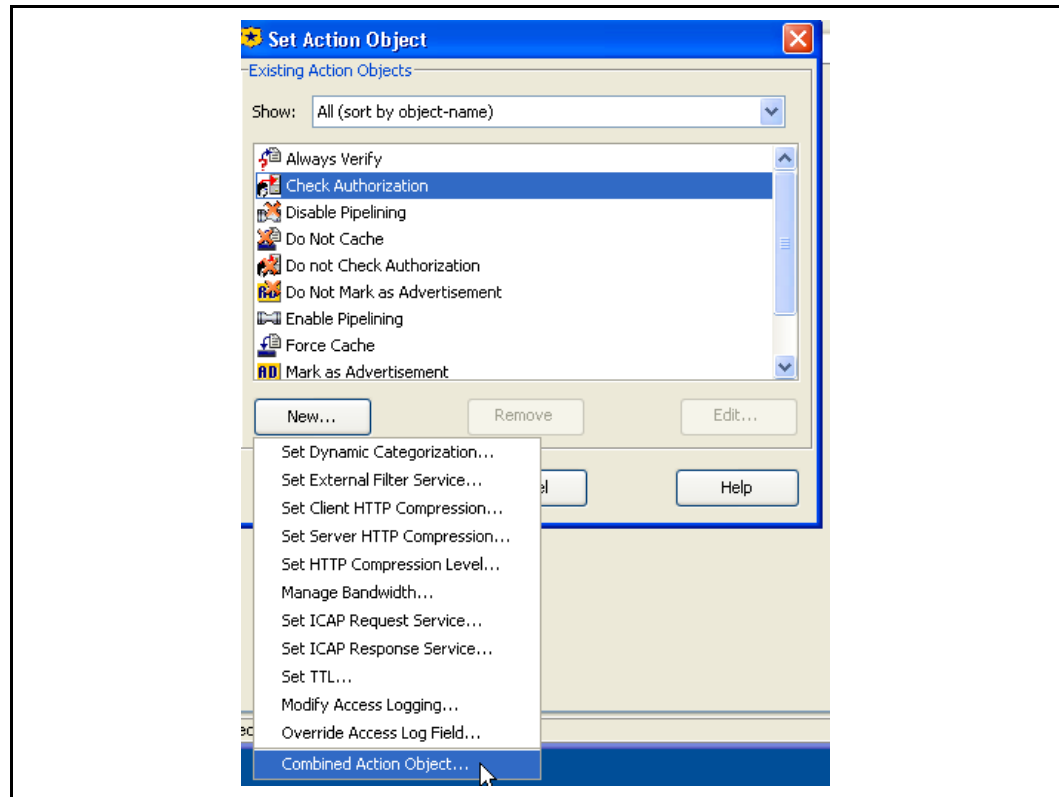 Set Action Object
Existing Action Objects
Show: All (sort by object-name)
Always Verify
Check Authorization
Disable Pipelining
Do Not Cache
Do not Check Authorization
Do Not Mark as Advertisement
Enable Pipelining
Force Cache
AD Mark as Advertisement
New... Remove Edit...
Set Dynamic Categorization...
Set External Filter Service...
Help
Set Client HTTP Compression...
Set Server HTTP Compression...
Set HTTP Compression Level...
Manage Bandwidth...
Set ICAP Request Service...
Set ICAP Response Service...
Set TTL...
Modify Access Logging...
Override Access Log Field...
Combined Action Object...